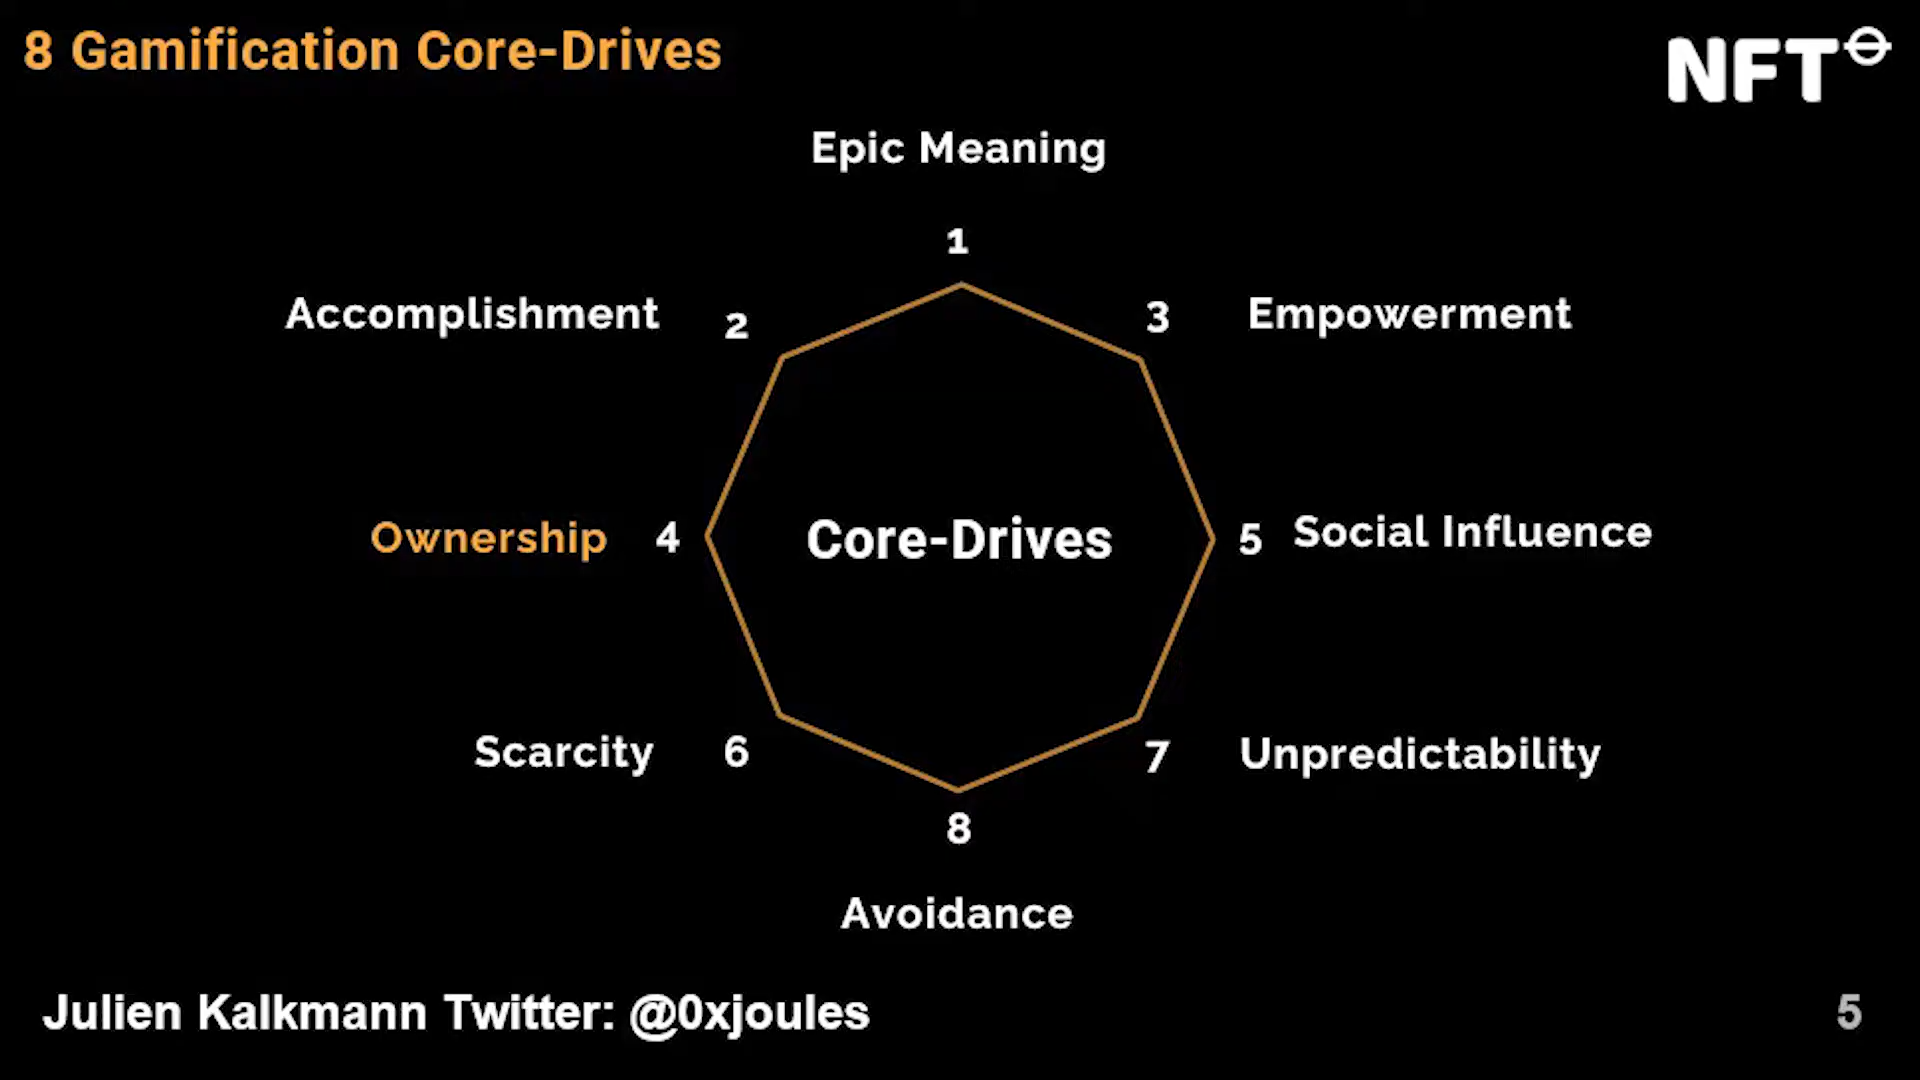 8 Gamification Core-Drives
NFT
Epic Meaning
1
Accomplishment 2
3 Empowerment
Ownership 4
Core-Drives
5 Social Influence
Scarcity 6
7 Unpredictability
8
Avoidance
Julien Kalkmann Twitter: @0xjoules
5